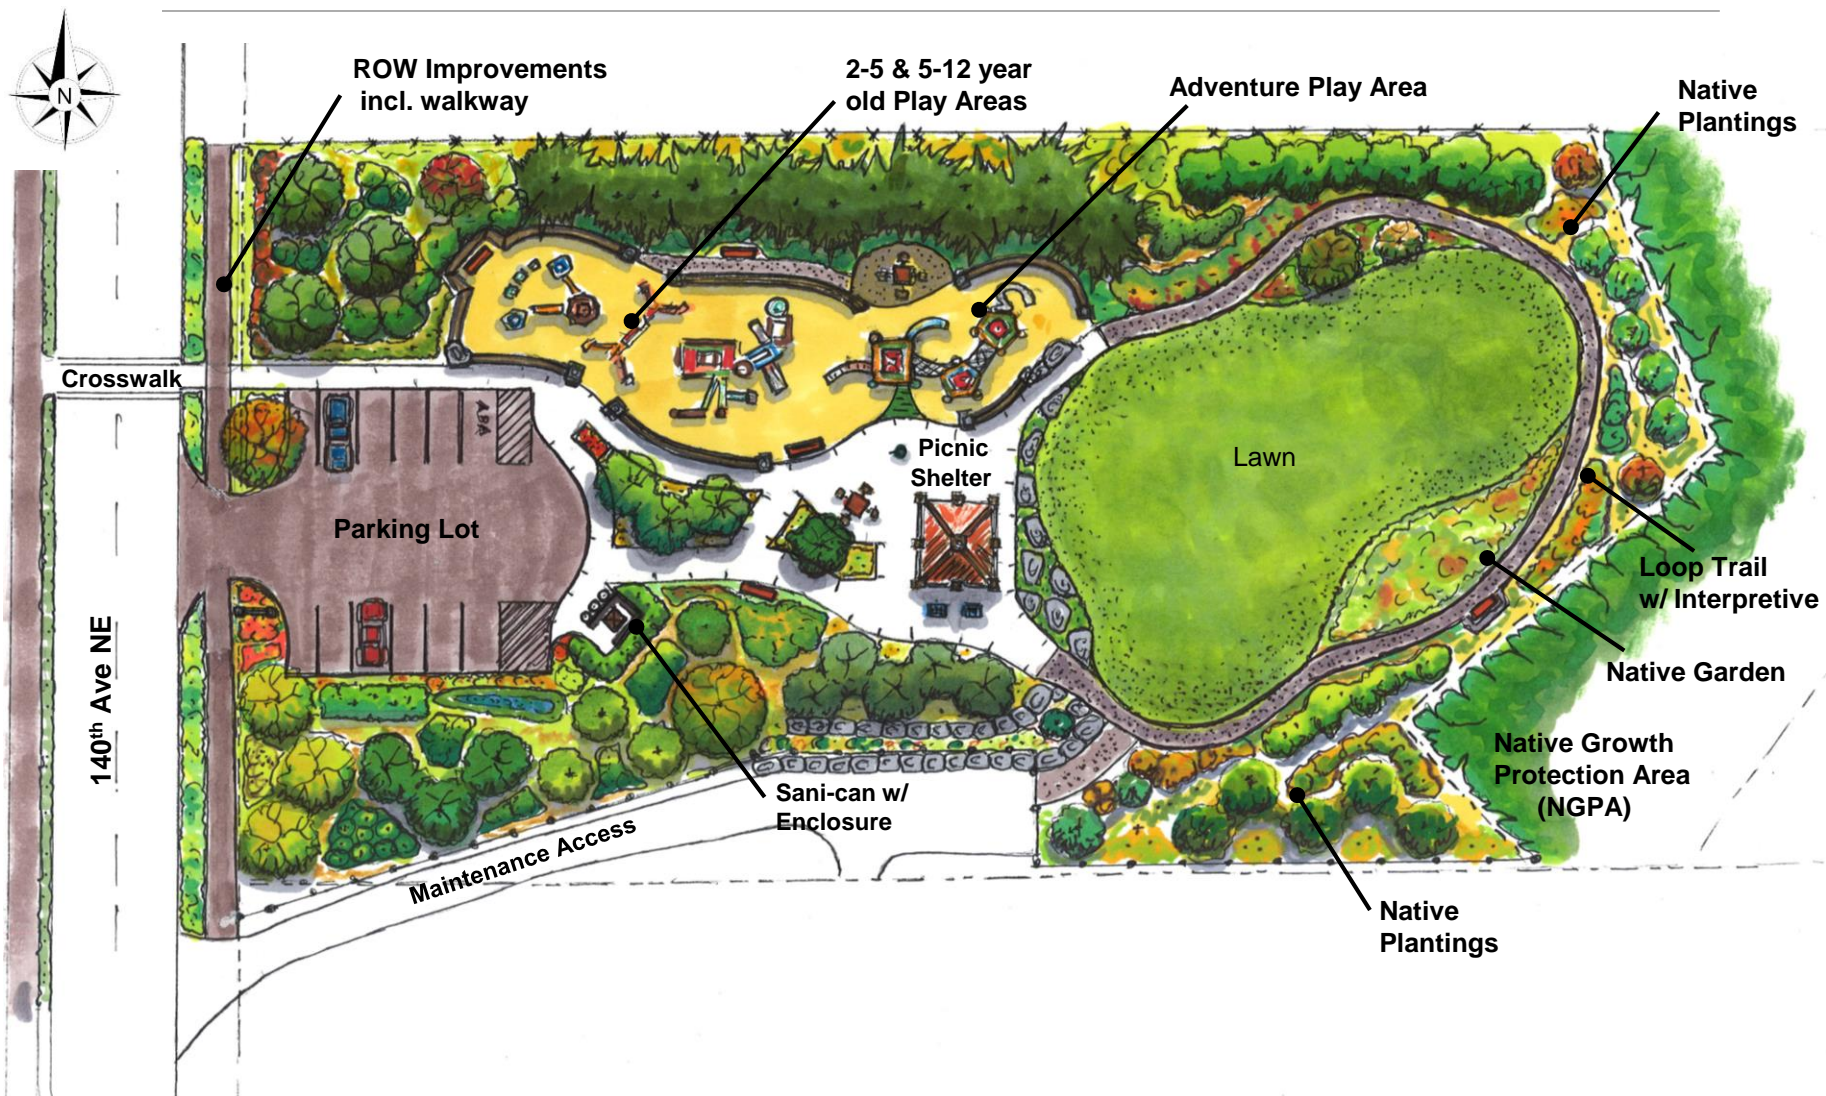 N
ROW Improvements
incl. walkway
2-5 & 5-12 year
old Play Areas
Adventure Play Area
Native
Plantings
Crosswalk
ADA
Picnic
Shelter
Lawn
Parking Lot
Loop Trail
w/ Interpretive
140th Ave NE
Native Garden
Native Growth
Protection Area
(NGPA)
Sani-can w/
Enclosure
Maintenance Access
Native
Plantings